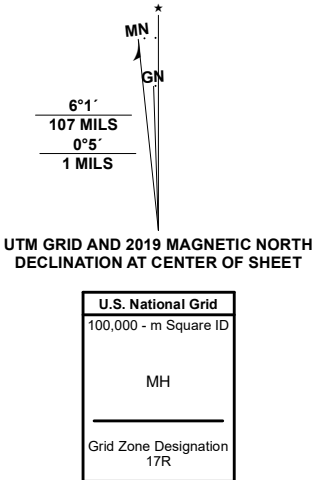 ★
MN
GN
6°1´
107 MILS
0°5´
1 MILS
UTM GRID AND 2019 MAGNETIC NORTH
DECLINATION AT CENTER OF SHEET
U.S. National Grid
100,000 - m Square ID
MH
Grid Zone Designation
17R